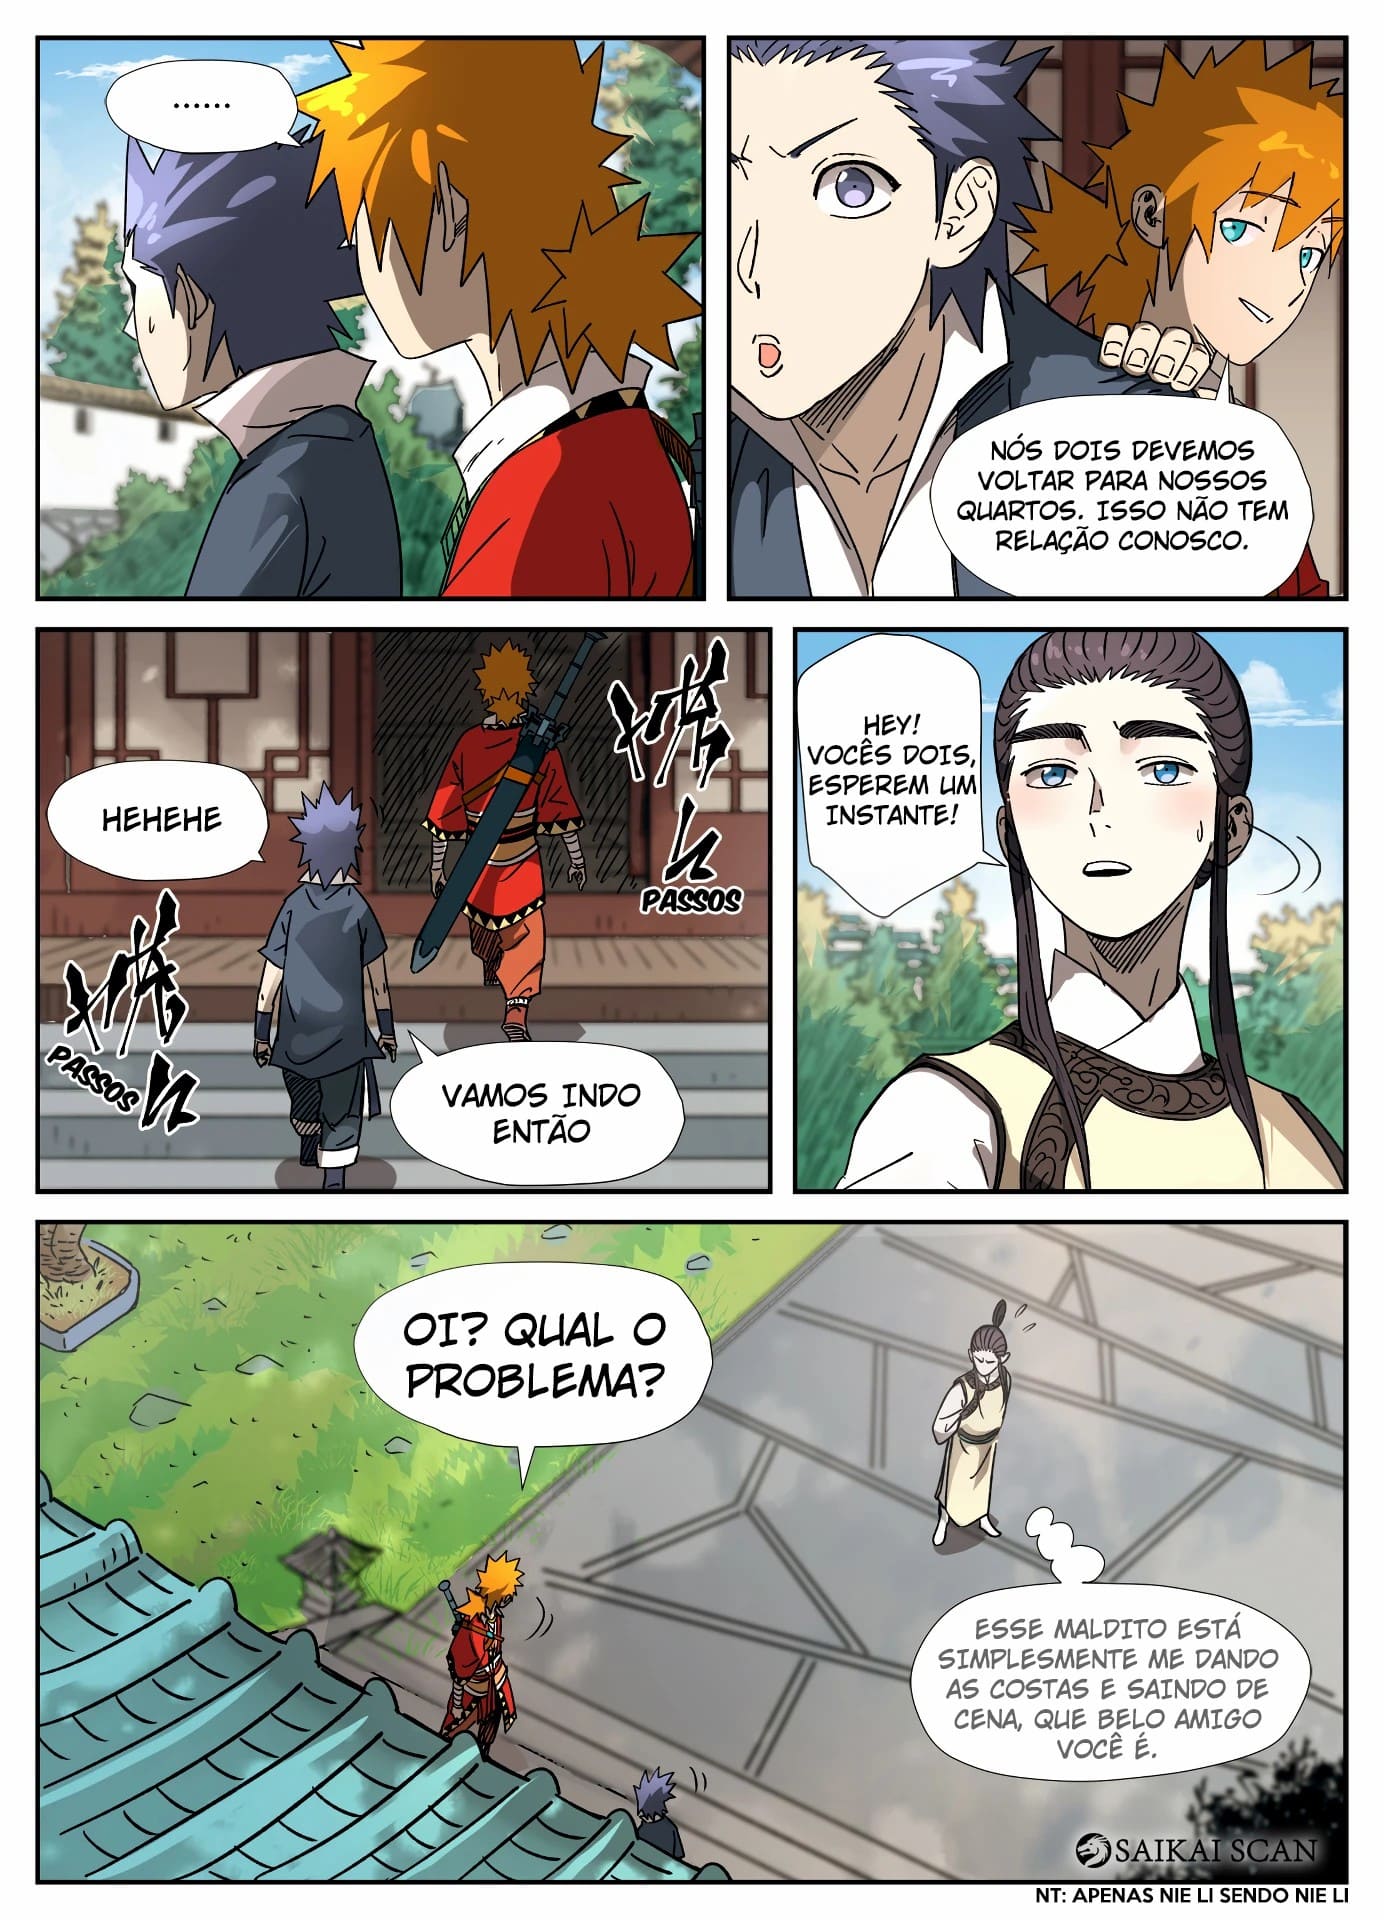 ......
NÓS DOIS DEVEMOS
VOLTAR PARA NOSSOS
QUARTOS. ISSO NÃO TEM
RELAÇÃO CONOSCO.
HEHEHE
PASSOS
PASSOS
VAMOS INDO
ENTÃO
HEY!
VOCÊS DOIS,
ESPEREM UM
INSTANTE!
OI? QUAL O
PROBLEMA?
ESSE MALDITO ESTÁ
SIMPLESMENTE ME DANDO
AS COSTAS E SAINDO DE
CENA, QUE BELO AMIGO
VOCÊ É.
SAIKAI SCAN
NT: APENAS NIE LI SENDO NIE LI